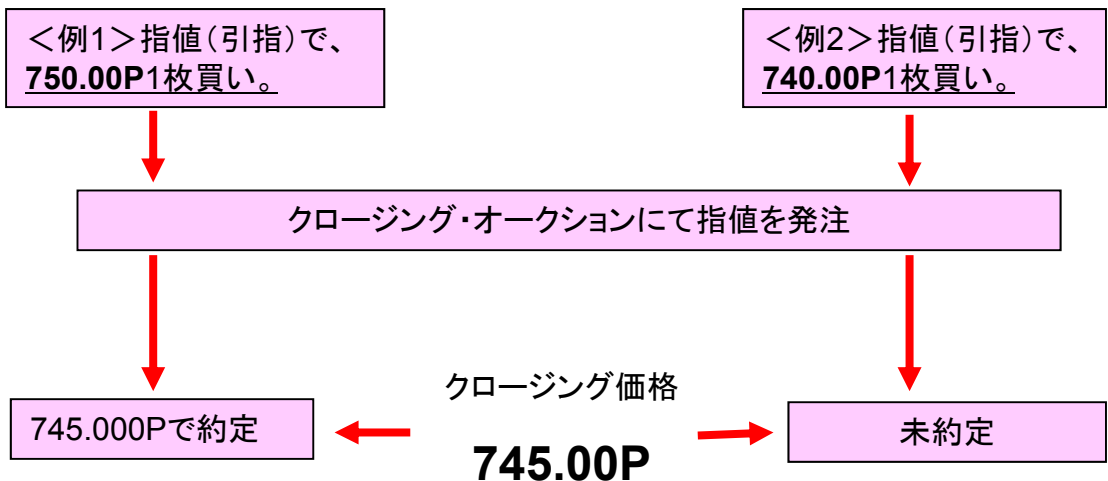 ＜例1＞指値（引指）で、
750.00P1枚買い。
＜例2＞指値（引指）で、
740.00P1枚買い。
クロージング・オークションにて指値を発注
クロージング価格
745.000Pで約定
745.00P
未約定